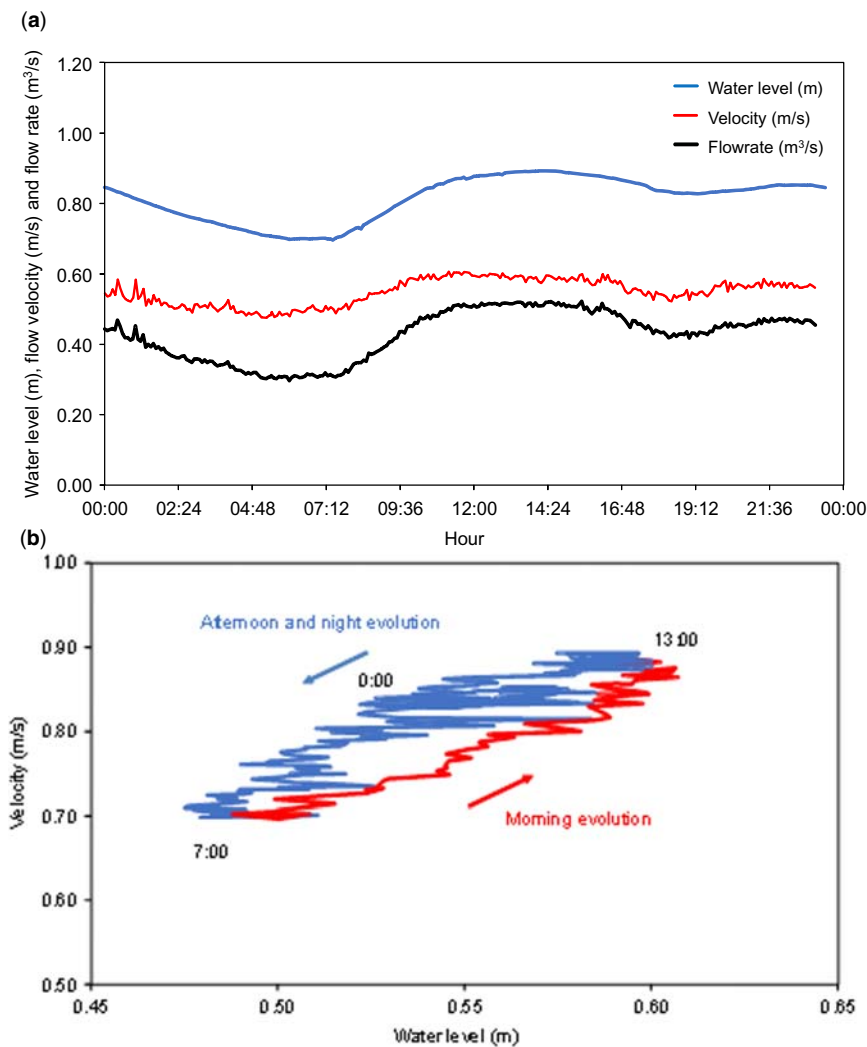 (a)
Water level (m), flow velocity (m/s) and flow rate (m³/s)
1.20
1.00
0.80
0.60
0.40
0.20
0.00
Water level (m)
Velocity (m/s)
Flowrate (m³/s)
00:00 02:24 04:48 07:12 09:36 12:00 14:24 16:48 19:12 21:36 00:00
Hour
(b)
Velocity (m/s)
1.00
0.90
0.80
0.70
0.60
0.50
Afternoon and night evolution
13:00
0:00
Morning evolution
7:00
0.45 0.50 0.55 0.60 0.65
Water level (m)